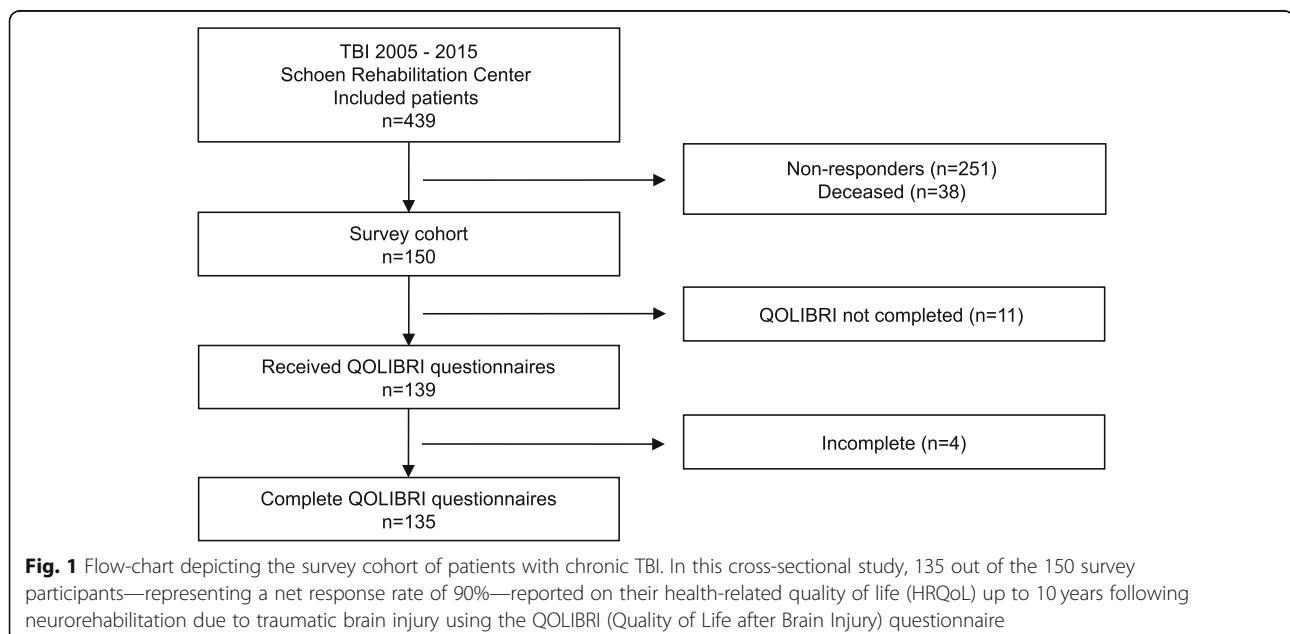 TBI 2005 - 2015
Schoen Rehabilitation Center
Included patients
n=439
Non-responders (n=251)
Deceased (n=38)
Survey cohort
n=150
QOLIBRI not completed (n=11)
Received QOLIBRI questionnaires
n=139
Incomplete (n=4)
Complete QOLIBRI questionnaires
n=135
Fig. 1 Flow-chart depicting the survey cohort of patients with chronic TBI. In this cross-sectional study, 135 out of the 150 survey
participants—representing a net response rate of 90%—reported on their health-related quality of life (HRQoL) up to 10 years following
neurorehabilitation due to traumatic brain injury using the QOLIBRI (Quality of Life after Brain Injury) questionnaire